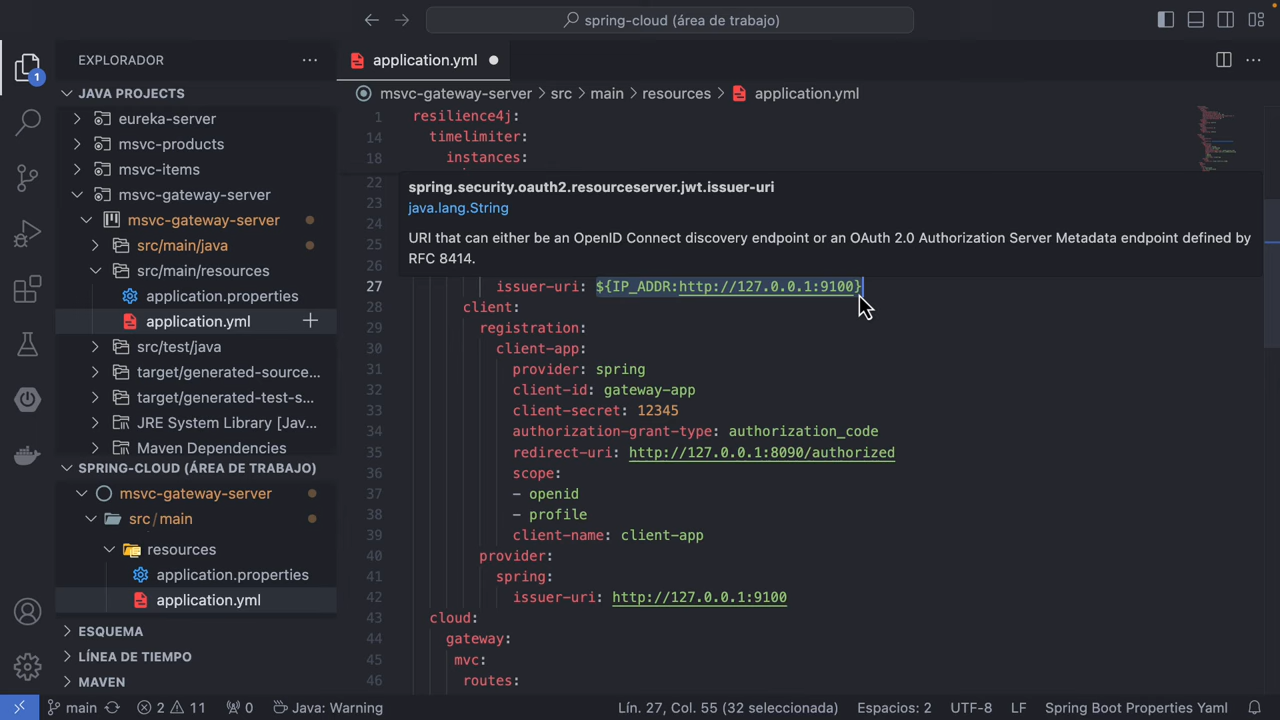 spring-cloud (área de trabajo)
EXPLORADOR
1
JAVA PROJECTS
eureka-server
msvc-products
msvc-items
msvc-gateway-server
msvc-gateway-server
src/main/java
src/main/resources
application.properties
application.yml
src/test/java
target/generated-source...
target/generated-test-s...
JRE System Library [Jav...
Maven Dependencies
SPRING-CLOUD (ÁREA DE TRABAJO)
msvc-gateway-server
src/main
resources
application.properties
application.yml
ESQUEMA
LÍNEA DE TIEMPO
MAVEN
application.yml
msvc-gateway-server > src > main > resources > application.yml
1 resilience4j:
14 timelimiter:
18 instances:
22
23
24
25
26
spring.security.oauth2.resourceserver.jwt.issuer-uri
java.lang.String
URI that can either be an OpenID Connect discovery endpoint or an OAuth 2.0 Authorization Server Metadata endpoint defined by
RFC 8414.
27 issuer-uri: ${IP_ADDR:http://127.0.0.1:9100}
28 client:
29 registration:
30 client-app:
31 provider: spring
32 client-id: gateway-app
33 client-secret: 12345
34 authorization-grant-type: authorization_code
35 redirect-uri: http://127.0.0.1:8090/authorized
36 scope:
37 - openid
38 - profile
39 client-name: client-app
40 provider:
41 spring:
42 issuer-uri: http://127.0.0.1:9100
43 cloud:
44 gateway:
45 mvc:
46 routes:
main 2 11 0 Java: Warning Lín. 27, Col. 55 (32 seleccionada) Espacios: 2 UTF-8 LF Spring Boot Properties Yaml